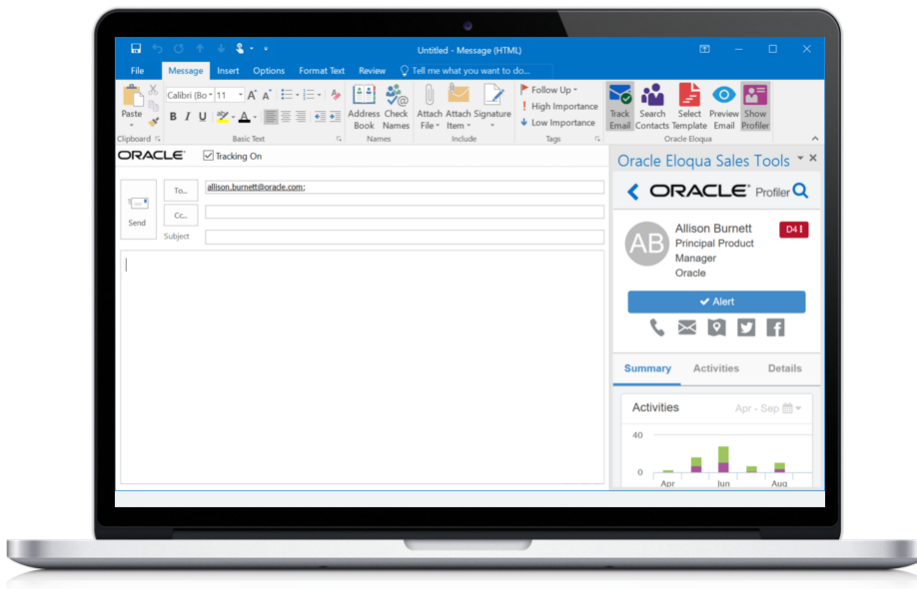 Untitled - Message (HTML)
File Message Insert Options Format Text Review Tell me what you want to do...
Paste
Clipboard
Calibri (Bo 11 A A
B I U A
Basic Text
Address Book
Check Names
Names
Attach File
Attach Item
Signature
Include
Follow Up
High Importance
Low Importance
Tags
Track Email
Search Contacts
Select Template
Preview Email
Show Profiler
Oracle Eloqua
ORACLE Tracking On
Send
To...
allison.burnett@oracle.com;
Cc...
Subject
Oracle Eloqua Sales Tools
ORACLE Profiler
AB
Allison Burnett
Principal Product
Manager
Oracle
D4
Alert
Summary Activities Details
Activities Apr - Sep
40
0
Apr Jun Aug